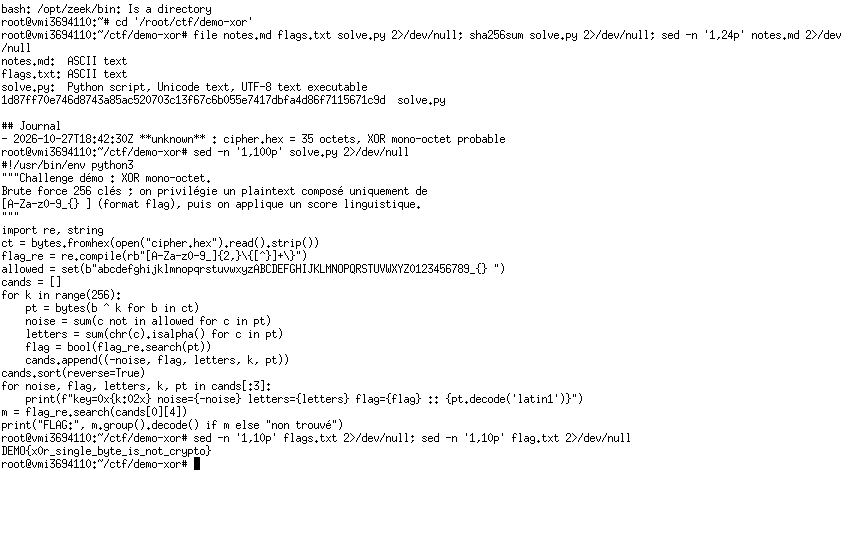 bash: /opt/zeek/bin: Is a directory
root@vmi3694110:~# cd '/root/ctf/demo-xor'
root@vmi3694110:~/ctf/demo-xor# file notes.md flags.txt solve.py 2>/dev/null; sha256sum solve.py 2>/dev/null; sed -n '1,24p' notes.md 2>/dev
/null
notes.md:  ASCII text
flags.txt: ASCII text
solve.py:  Python script, Unicode text, UTF-8 text executable
1d87ff70e746d8743a85ac520703c13f67c6b055e7417dbfa4d86f7115671c9d  solve.py

## Journal
- 2026-10-27T18:42:30Z **unknown** : cipher.hex = 35 octets, XOR mono-octet probable
root@vmi3694110:~/ctf/demo-xor# sed -n '1,100p' solve.py 2>/dev/null
#!/usr/bin/env python3
"""Challenge démo : XOR mono-octet.
Brute force 256 clés ; on privilégie un plaintext composé uniquement de
[A-Za-z0-9_{} ] (format flag), puis on applique un score linguistique.
"""
import re, string
ct = bytes.fromhex(open("cipher.hex").read().strip())
flag_re = re.compile(rb"[A-Za-z0-9_]{2,}\{[^}]+\}")
allowed = set(b"abcdefghijklmnopqrstuvwxyzABCDEFGHIJKLMNOPQRSTUVWXYZ0123456789_{} ")
cands = []
for k in range(256):
    pt = bytes(b ^ k for b in ct)
    noise = sum(c not in allowed for c in pt)
    letters = sum(chr(c).isalpha() for c in pt)
    flag = bool(flag_re.search(pt))
    cands.append((-noise, flag, letters, k, pt))
cands.sort(reverse=True)
for noise, flag, letters, k, pt in cands[:3]:
    print(f"key=0x{k:02x} noise={-noise} letters={letters} flag={flag} :: {pt.decode('latin1')}")
m = flag_re.search(cands[0][4])
print("FLAG:", m.group().decode() if m else "non trouvé")
root@vmi3694110:~/ctf/demo-xor# sed -n '1,10p' flags.txt 2>/dev/null; sed -n '1,10p' flag.txt 2>/dev/null
DEMO{x0r_single_byte_is_not_crypto}
root@vmi3694110:~/ctf/demo-xor#